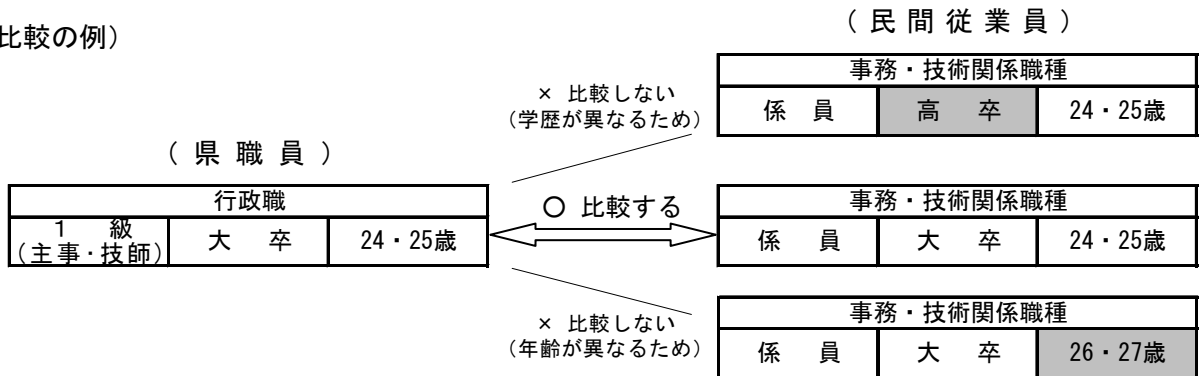 比較の例）
（民間従業員）
事務・技術関係職種
係員 高卒 24・25歳
× 比較しない
（学歴が異なるため）
（県職員）
行政職
1級
（主事・技師） 大卒 24・25歳
○ 比較する
事務・技術関係職種
係員 大卒 24・25歳
× 比較しない
（年齢が異なるため）
事務・技術関係職種
係員 大卒 26・27歳